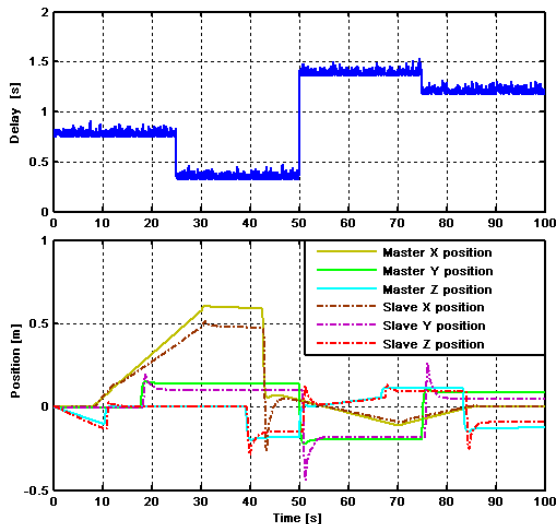 2
1.5
1
0.5
0
Delay [s]
0 10 20 30 40 50 60 70 80 90 100
1
0.5
0
-0.5
Position [m]
Master X position
Master Y position
Master Z position
Slave X position
Slave Y position
Slave Z position
0 10 20 30 40 50 60 70 80 90 100
Time [s]